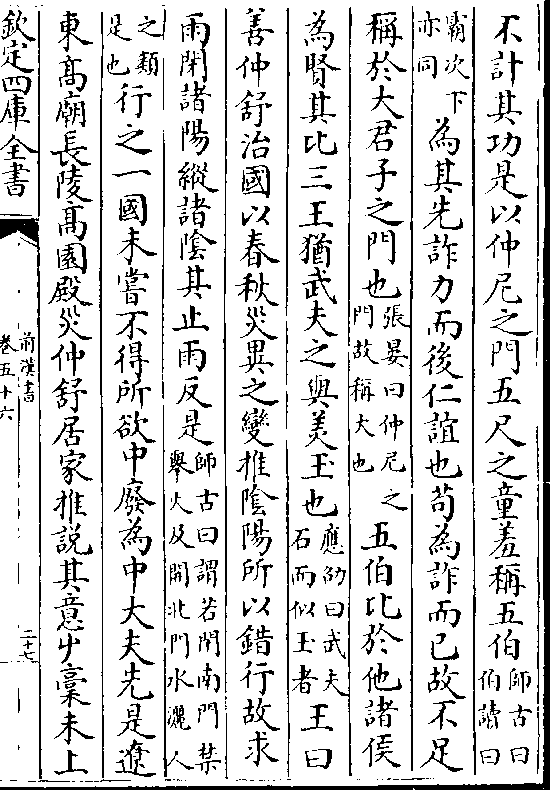 不計其功是以仲尼之門五尺之童羞稱五伯師古曰伯讀曰
霸次下亦同為其先詐力而後仁誼也苟為詐而已故不足
稱於大君子之門也張晏曰仲尼之門故稱大也五伯比於他諸侯
為賢其比三王猶武夫之與美玉也應劭曰武夫石而似玉者王曰
善仲舒治國以春秋災異之變推陰陽所以錯行故求
雨閉諸陽縱諸陰其止雨反是師古曰謂若閉南門禁舉火及開北門水灑人
之類是也行之一國未嘗不得所欲中廢為中大夫先是遼
東髙廟長陵髙園殿災仲舒居家推說其意屮稾未上
欽定四庫全書
前漢書
卷五十六
二十七